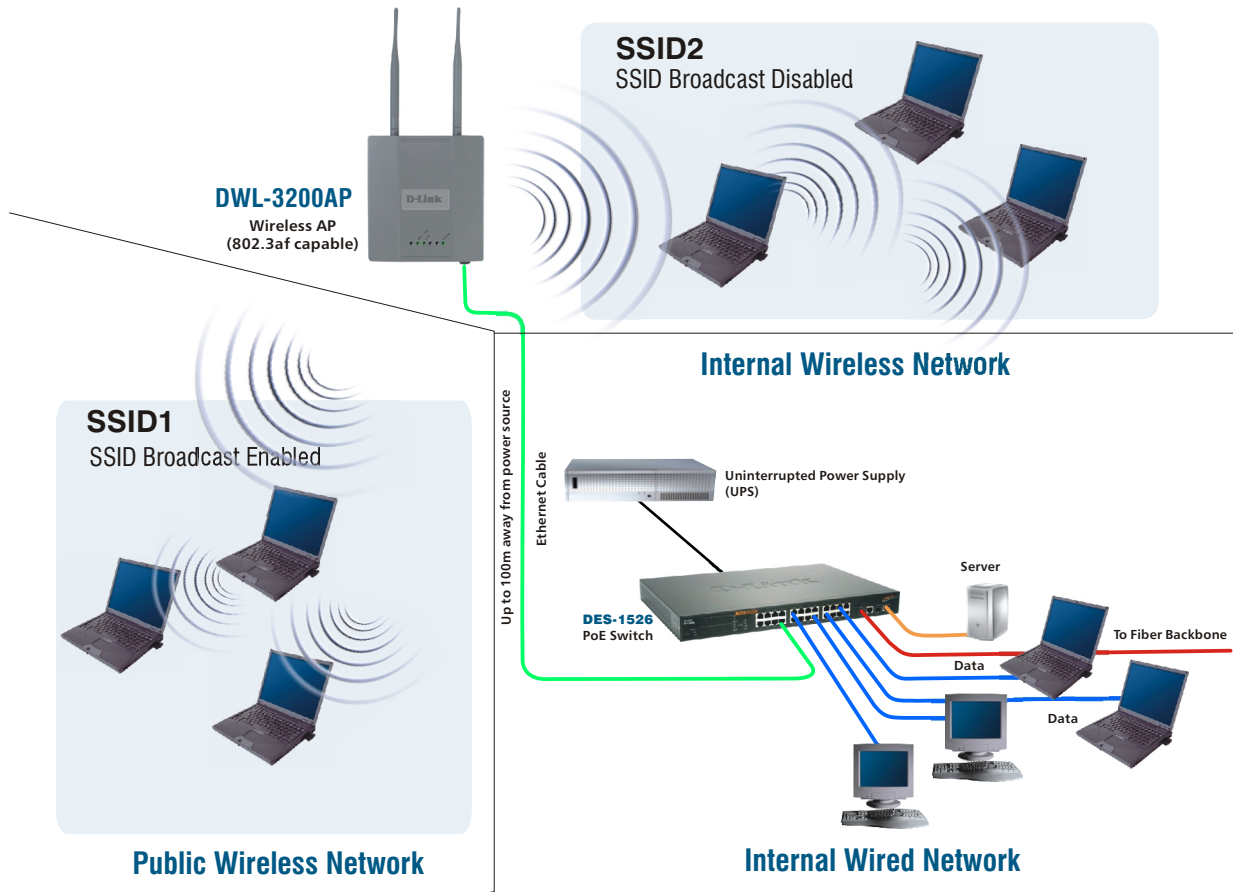 SSID2
SSID Broadcast Disabled
D-Link
DWL-3200AP
Wireless AP
(802.3af capable)
Internal Wireless Network
SSID1
SSID Broadcast Enabled
Up to 100m away from power source
Ethernet Cable
Uninterrupted Power Supply
(UPS)
D-Link
Server
DES-1526
PoE Switch
To Fiber Backbone
Data
Data
Public Wireless Network
Internal Wired Network